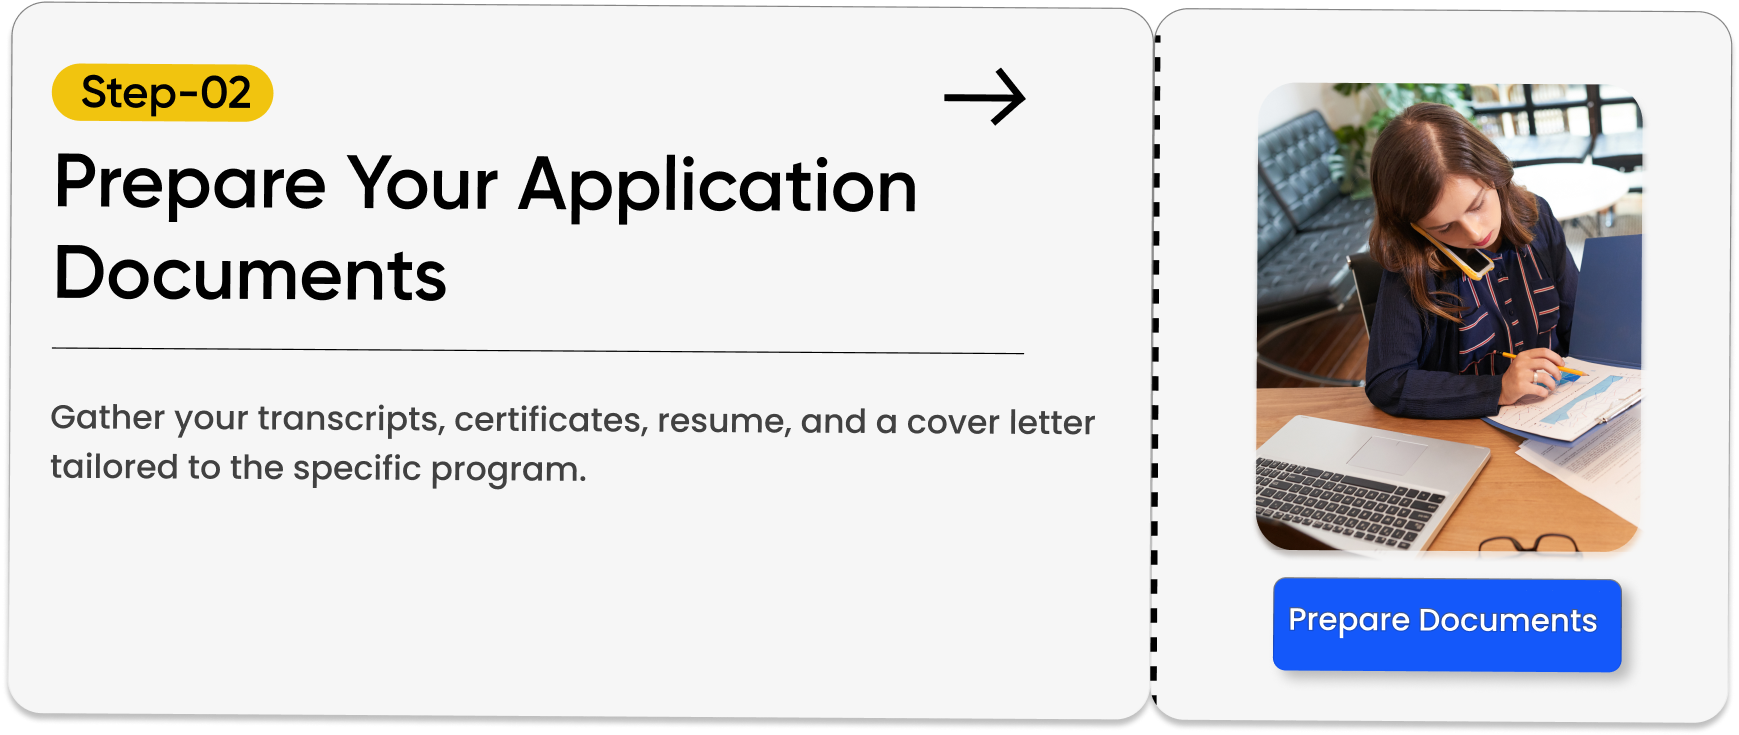 Step-02
Prepare Your Application
Documents
Gather your transcripts, certificates, resume, and a cover letter
tailored to the specific program.
Prepare Documents